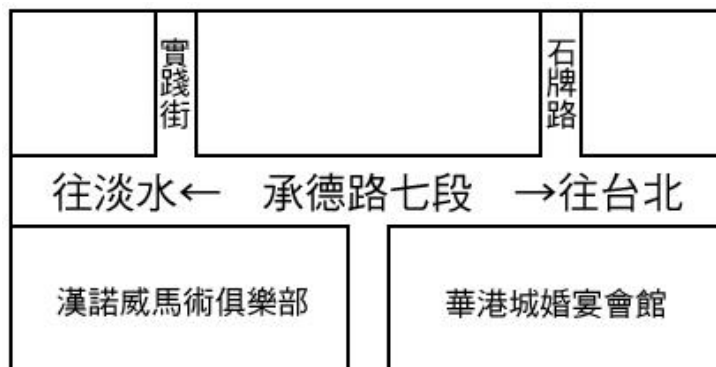 實踐街
石牌路
往淡水← 承德路七段 →往台北
漢諾威馬術俱樂部
華港城婚宴會館